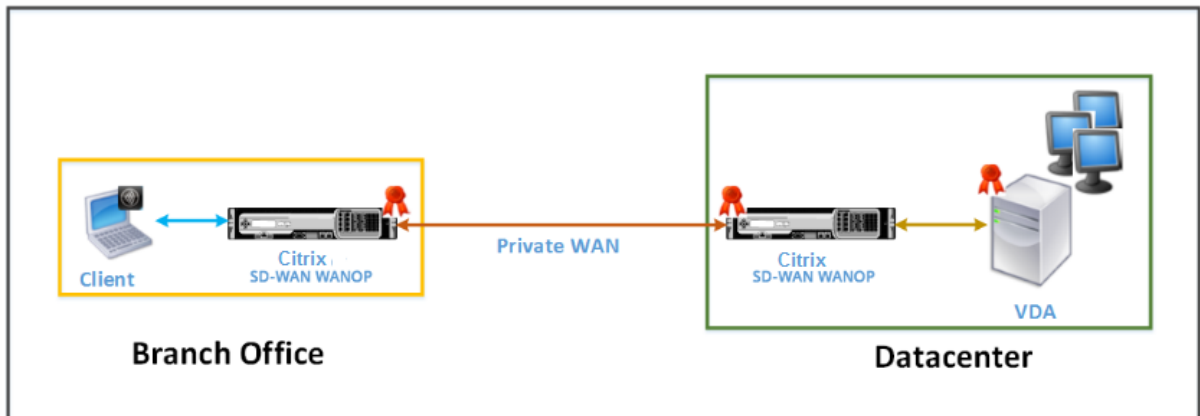 Client
Citrix
SD-WAN WANOP
Private WAN
Citrix
SD-WAN WANOP
VDA
Branch Office
Datacenter